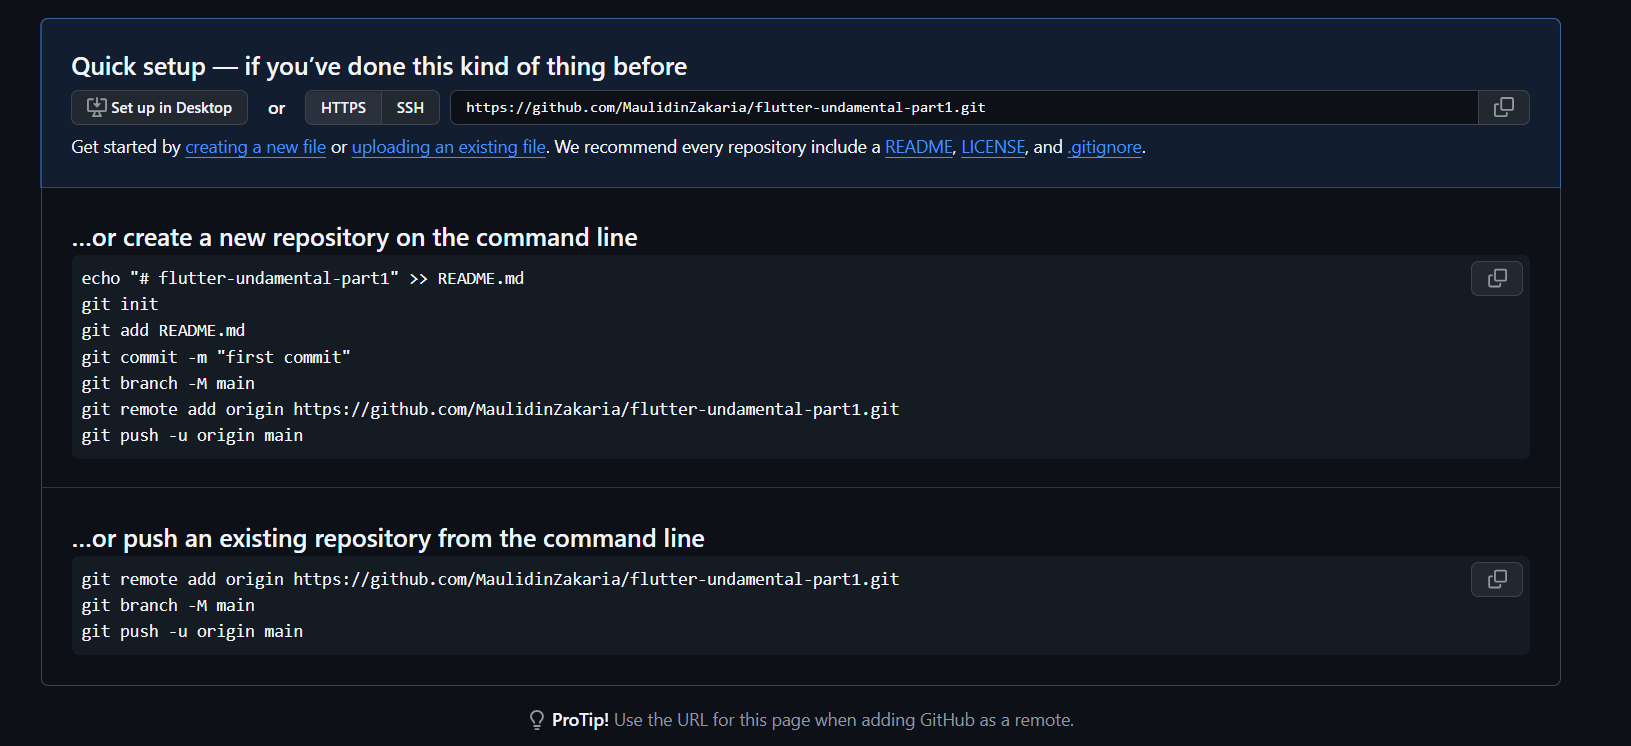 Quick setup — if you’ve done this kind of thing before
Set up in Desktop or HTTPS SSH https://github.com/MaulidinZakaria/flutter-undamental-part1.git
Get started by creating a new file or uploading an existing file. We recommend every repository include a README, LICENSE, and .gitignore.
…or create a new repository on the command line
echo "# flutter-undamental-part1" >> README.md
git init
git add README.md
git commit -m "first commit"
git branch -M main
git remote add origin https://github.com/MaulidinZakaria/flutter-undamental-part1.git
git push -u origin main
…or push an existing repository from the command line
git remote add origin https://github.com/MaulidinZakaria/flutter-undamental-part1.git
git branch -M main
git push -u origin main
ProTip! Use the URL for this page when adding GitHub as a remote.